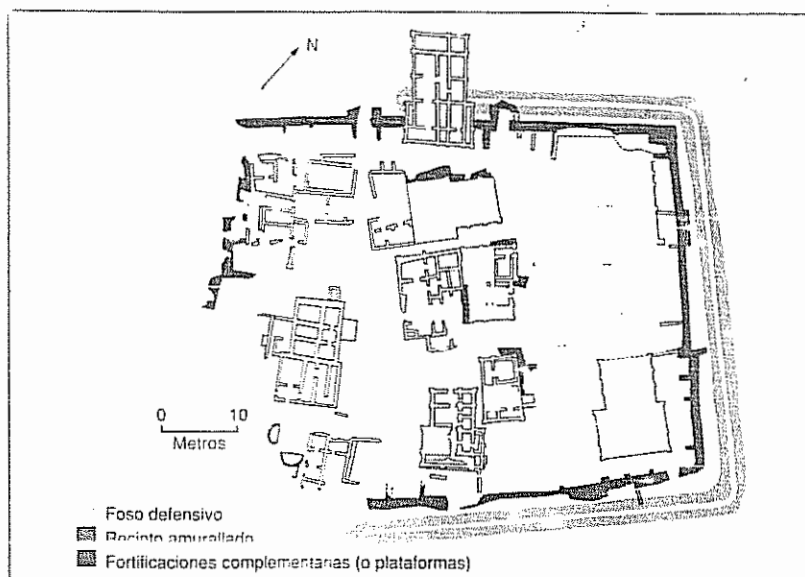 N
0 10
Metros
Foso defensivo
Recinto amurallado
Fortificaciones complementarias (o plataformas)